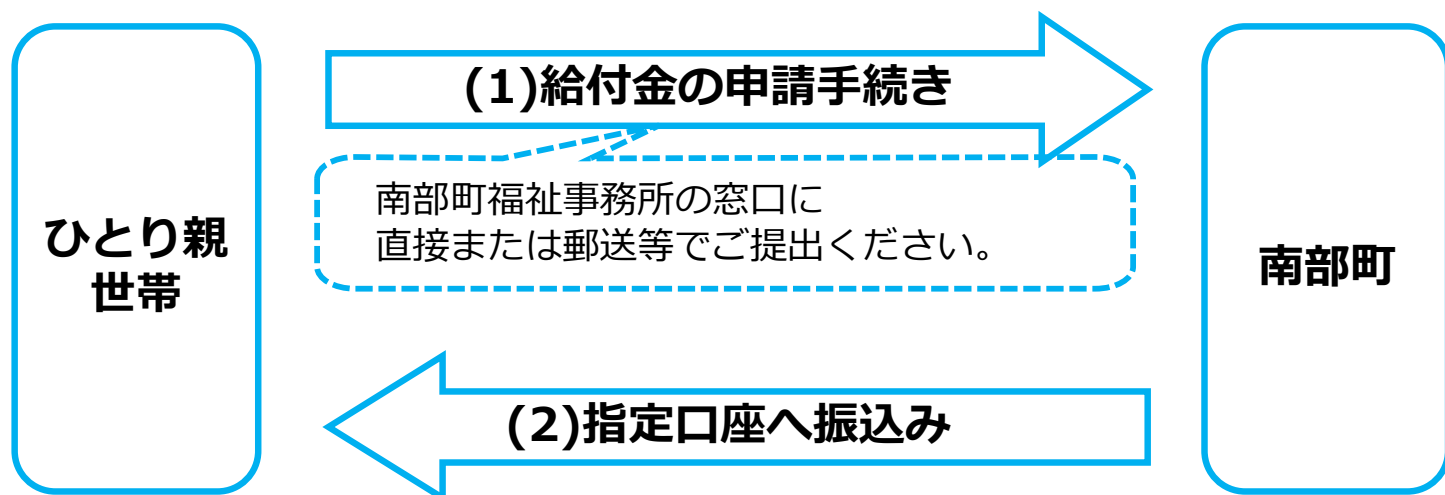 (1)給付金の申請手続き
ひとり親
世帯
南部町福祉事務所の窓口に
直接または郵送等でご提出ください。
南部町
(2)指定口座へ振込み